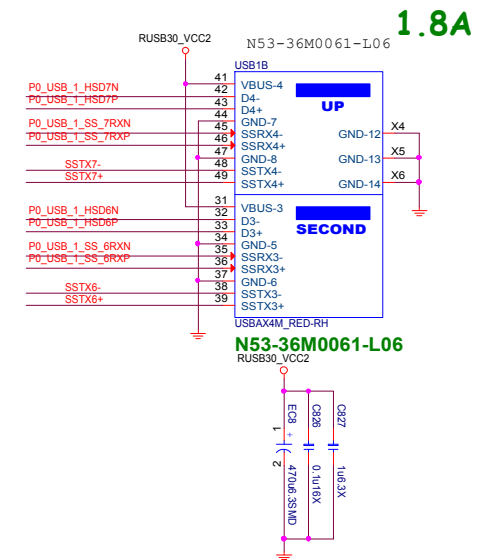 1.8A
RUSB30_VCC2
N53-36M0061-L06
USB1B
41 VBUS-4
P0_USB_1_HSD7N 42 D4-
P0_USB_1_HSD7P 43 D4+
44 GND-7
P0_USB_1_SS_7RXN 45 SSRX4- GND-12 X4
P0_USB_1_SS_7RXP 46 SSRX4+
47 GND-8 GND-13 X5
SSTX7- 48 SSTX4-
SSTX7+ 49 SSTX4+ GND-14 X6
UP
31 VBUS-3
P0_USB_1_HSD6N 32 D3-
P0_USB_1_HSD6P 33 D3+
34 GND-5
P0_USB_1_SS_6RXN 35 SSRX3-
P0_USB_1_SS_6RXP 36 SSRX3+
37 GND-6
SSTX6- 38 SSTX3-
SSTX6+ 39 SSTX3+
SECOND
USBAX4M_RED-RH
N53-36M0061-L06
RUSB30_VCC2
EC8
1 +
2
470u6.3SMD
C826
0.1u16X
C827
1u6.3X